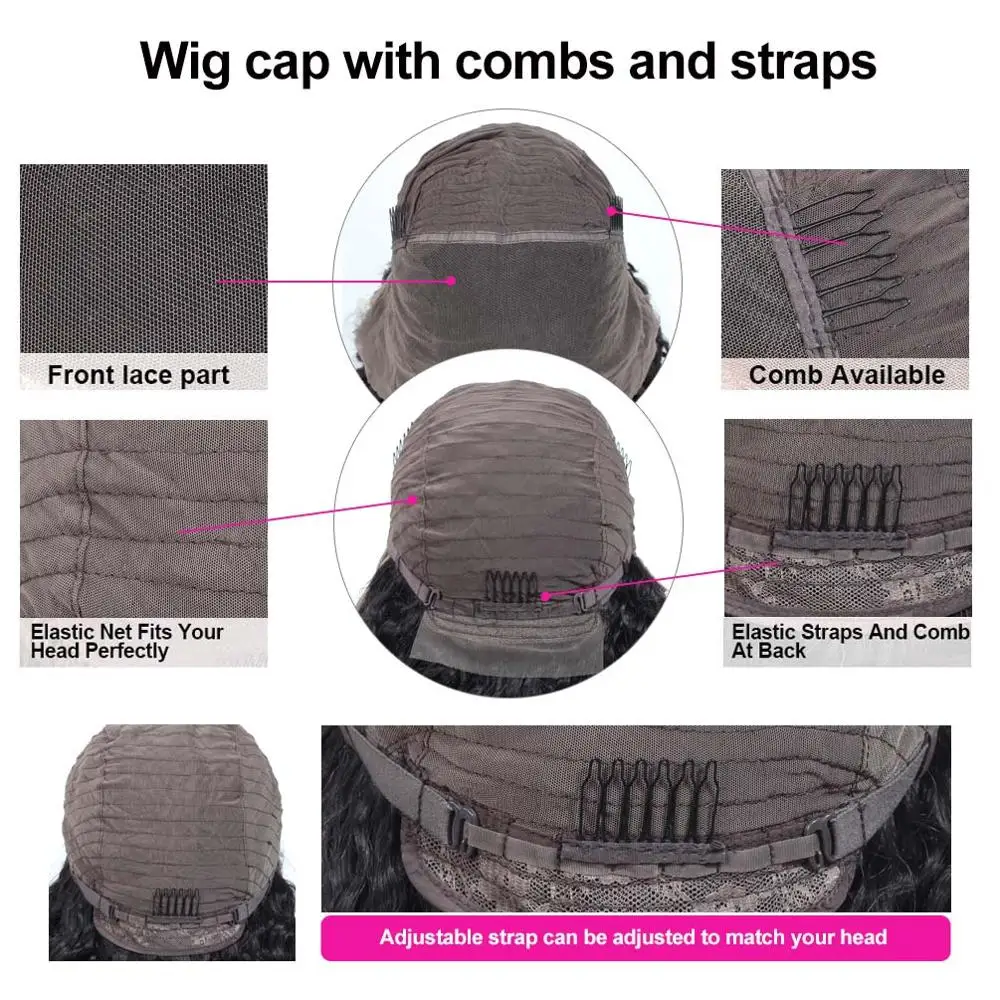 Wig cap with combs and straps
Front lace part
Comb Available
Elastic Net Fits Your
Head Perfectly
Elastic Straps And Comb
At Back
Adjustable strap can be adjusted to match your head